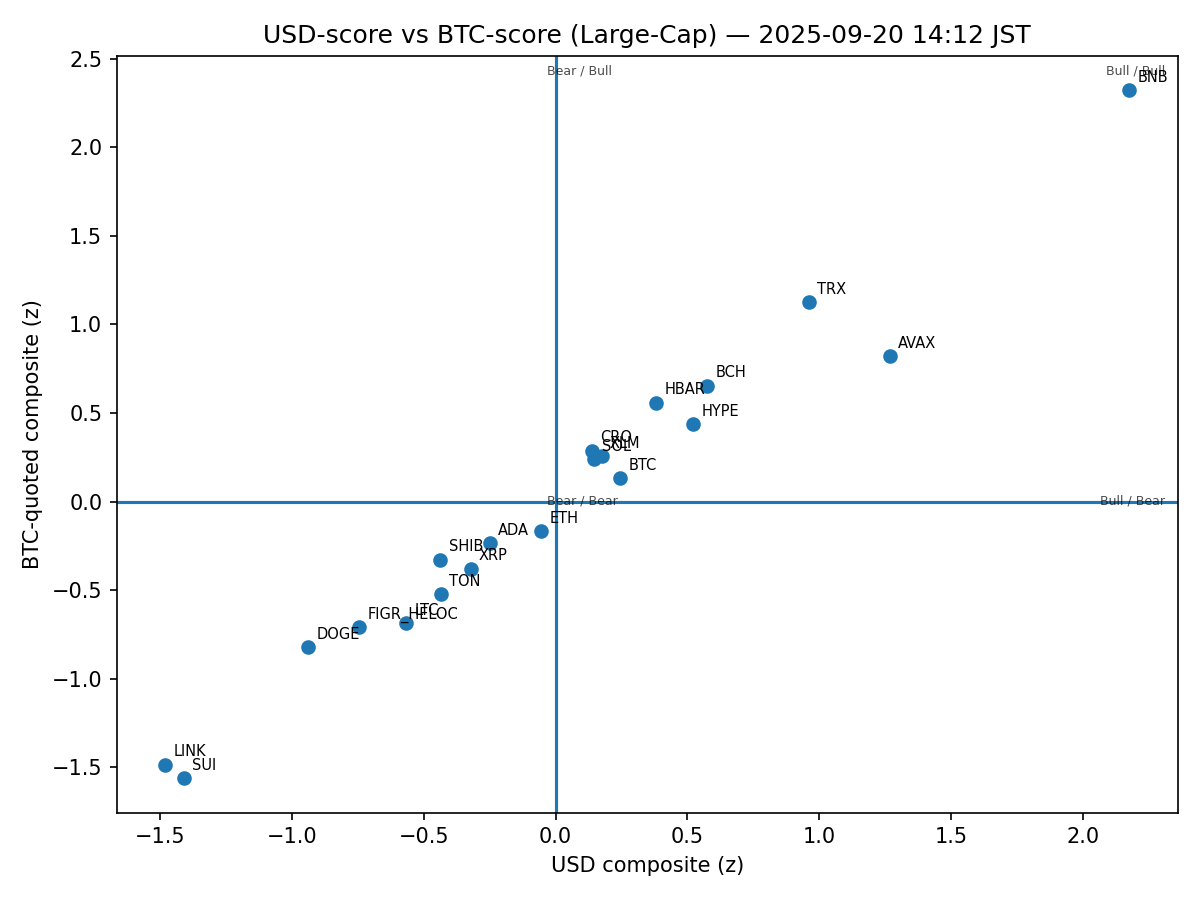 USD-score vs BTC-score (Large-Cap) — 2025-09-20 14:12 JST
Bear / Bull
Bull / Bull
BNB
TRX
AVAX
BCH
HBAR
HYPE
CRO
XLM
SOL
BTC
Bear / Bear
Bull / Bear
ETH
ADA
SHIB
XRP
TON
LTC
FIGR_HELOC
DOGE
LINK
SUI
2.5
2.0
1.5
1.0
0.5
0.0
−0.5
−1.0
−1.5
BTC-quoted composite (z)
−1.5
−1.0
−0.5
0.0
0.5
1.0
1.5
2.0
USD composite (z)